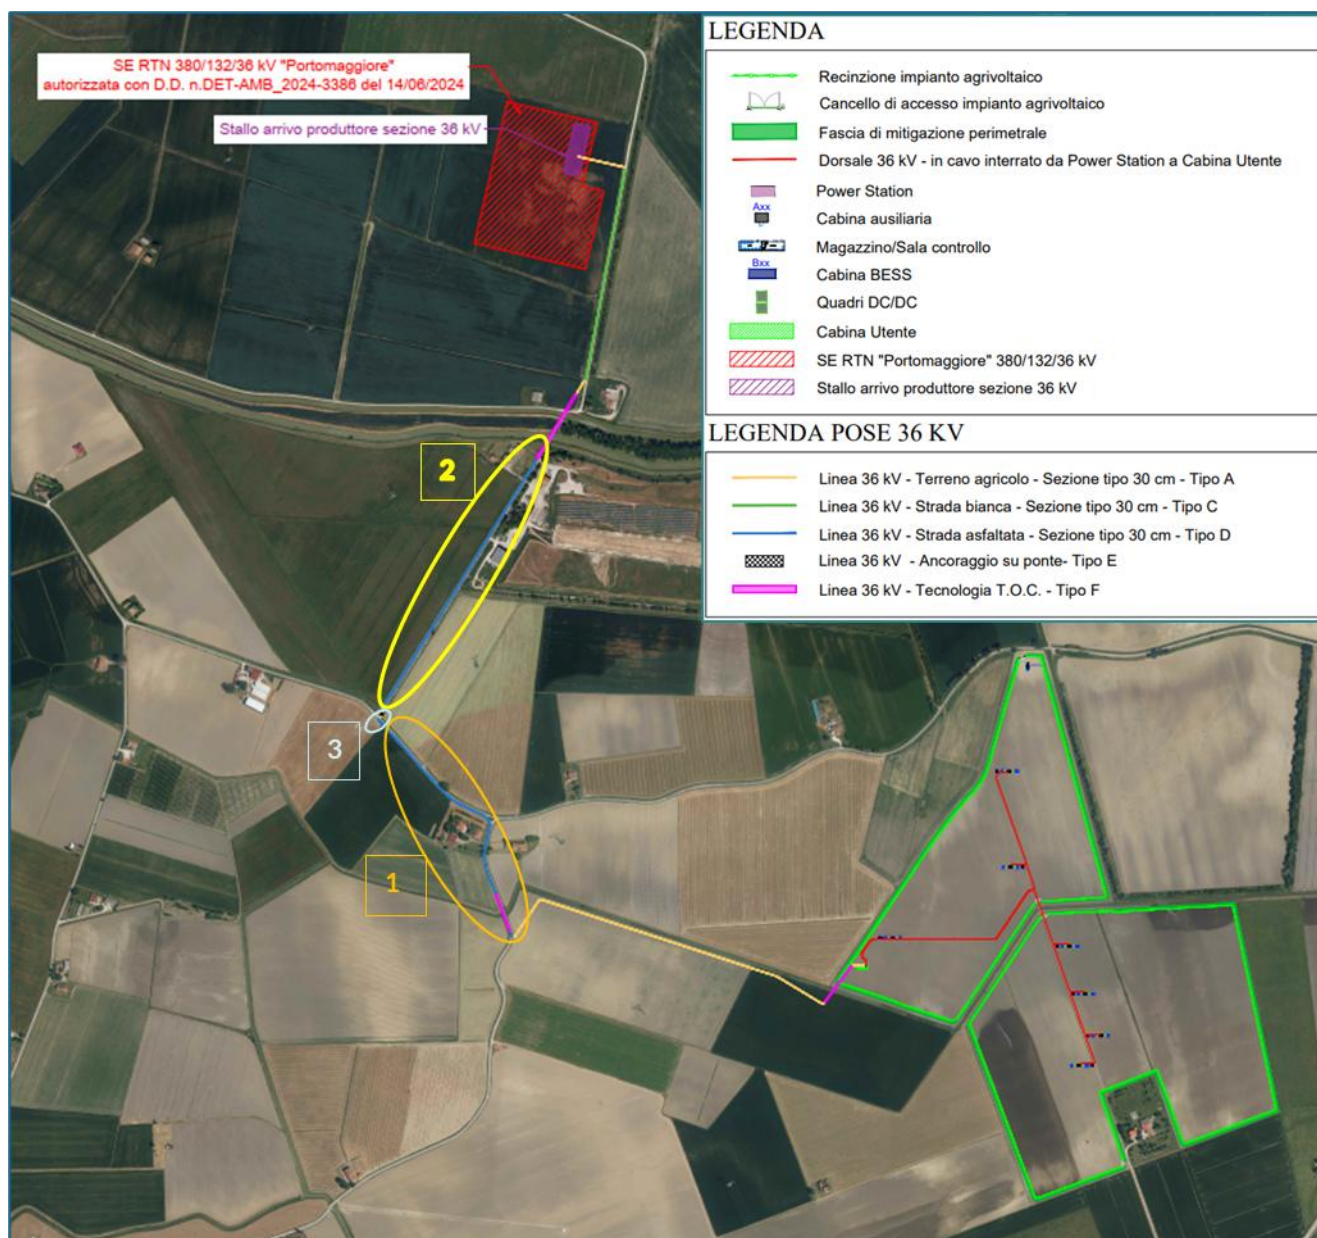 SE RTN 380/132/36 kV "Portomaggiore"
autorizzata con D.D. n.DET-AMB_2024-3386 del 14/06/2024
Stallo arrivo produttore sezione 36 kV
2
3
1
LEGENDA
Recinzione impianto agrivoltaico
Cancello di accesso impianto agrivoltaico
Fascia di mitigazione perimetrale
Dorsale 36 kV - in cavo interrato da Power Station a Cabina Utente
Power Station
Axx
Cabina ausiliaria
Magazzino/Sala controllo
Bxx
Cabina BESS
Quadri DC/DC
Cabina Utente
SE RTN "Portomaggiore" 380/132/36 kV
Stallo arrivo produttore sezione 36 kV
LEGENDA POSE 36 KV
Linea 36 kV - Terreno agricolo - Sezione tipo 30 cm - Tipo A
Linea 36 kV - Strada bianca - Sezione tipo 30 cm - Tipo C
Linea 36 kV - Strada asfaltata - Sezione tipo 30 cm - Tipo D
Linea 36 kV - Ancoraggio su ponte- Tipo E
Linea 36 kV - Tecnologia T.O.C. - Tipo F